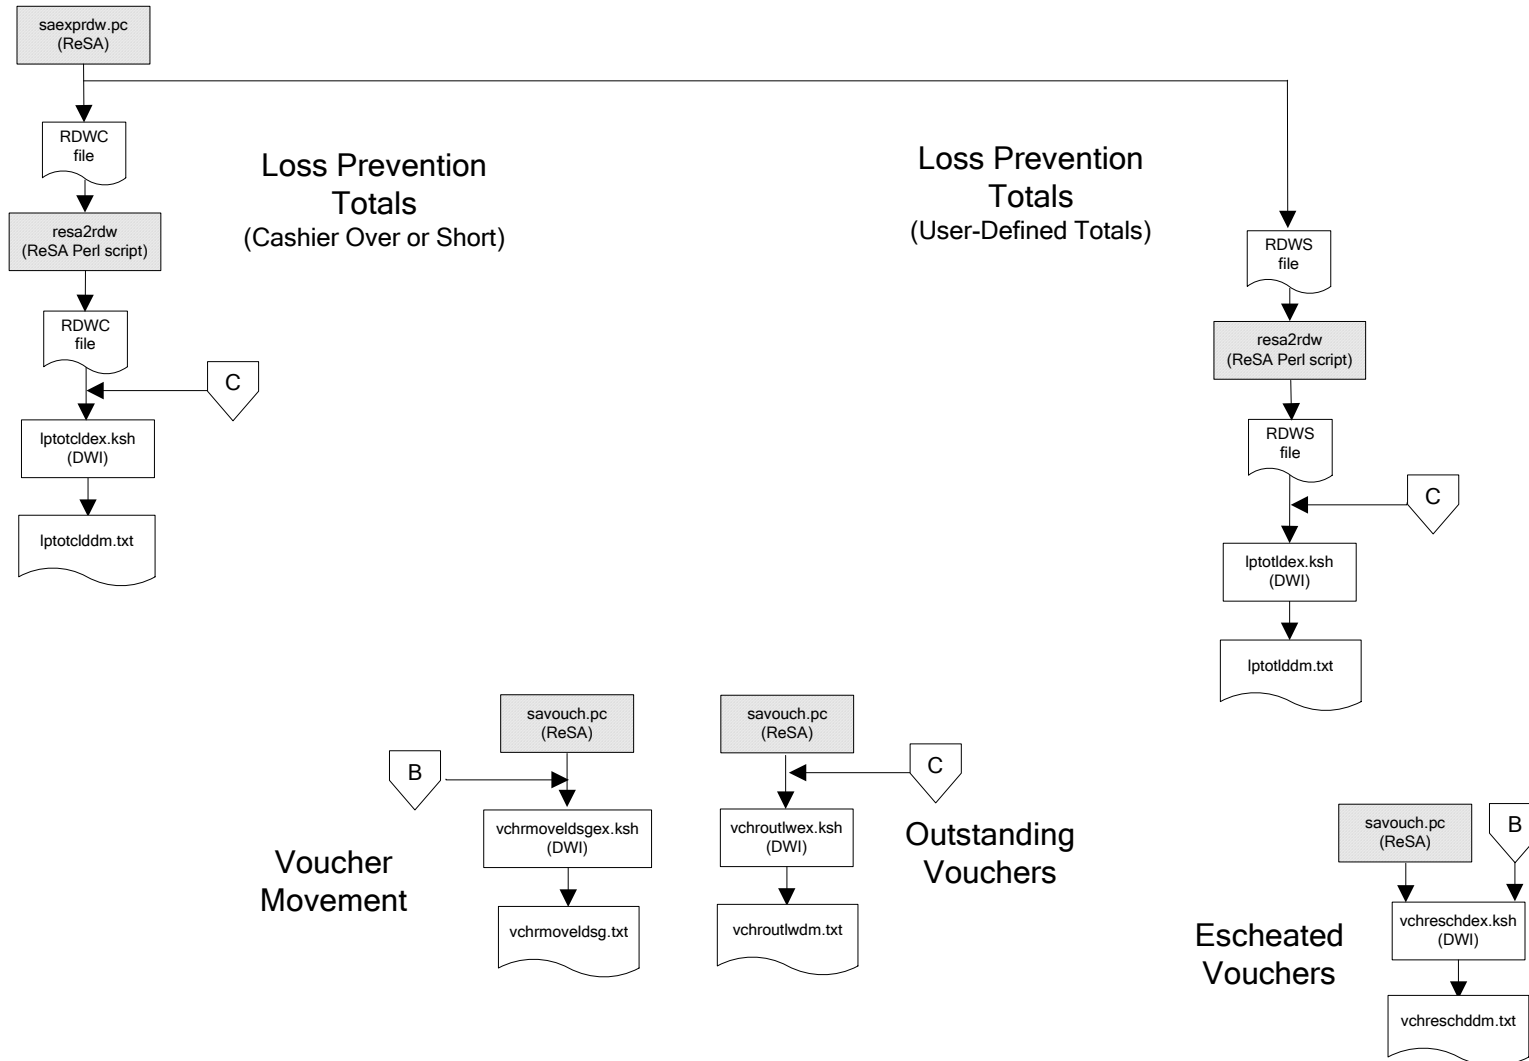 saexprdw.pc
(ReSA)
RDWC
file
resa2rdw
(ReSA Perl script)
RDWC
file
C
lptotcldex.ksh
(DWI)
lptotclddm.txt
Loss Prevention
Totals
(Cashier Over or Short)
Loss Prevention
Totals
(User-Defined Totals)
RDWS
file
resa2rdw
(ReSA Perl script)
RDWS
file
C
lptotldex.ksh
(DWI)
lptotlddm.txt
savouch.pc
(ReSA)
B
vchrmoveldsgex.ksh
(DWI)
vchrmoveldsg.txt
Voucher
Movement
savouch.pc
(ReSA)
C
vchroutlwex.ksh
(DWI)
vchroutlwdm.txt
Outstanding
Vouchers
savouch.pc
(ReSA)
B
vchreschdex.ksh
(DWI)
vchreschddm.txt
Escheated
Vouchers